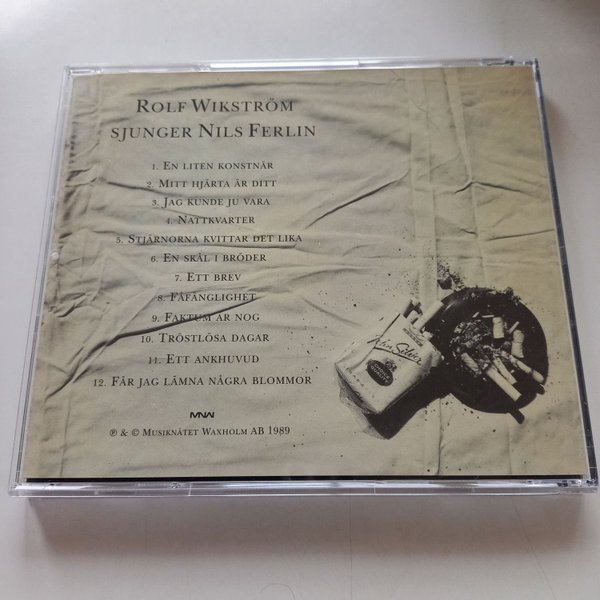 ROLF WIKSTRÖM
SJUNGER NILS FERLIN
1. EN LITEN KONSTNÄR
2. MITT HJÄRTA ÄR DITT
3. JAG KUNDE JU VARA
4. NATTKVARTER
5. STJÄRNORNA KVITTAR DET LIKA
6. EN SKÅL I BRÖDER
7. ETT BREV
8. FÅFÄNGLIGHET
9. FAKTUM ÄR NOG
10. TRÖSTLÖSA DAGAR
11. ETT ANKHUVUD
12. FÅR JAG LÄMNA NÅGRA BLOMMOR
MNW
℗ & © MUSIKNÄTET WAXHOLM AB 1989